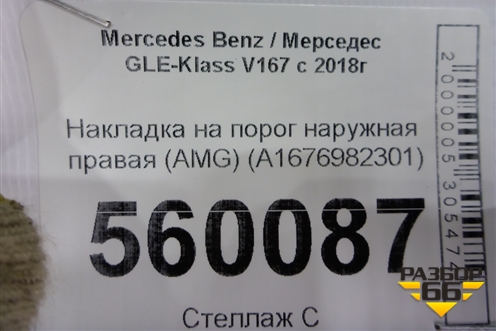 Mercedes Benz / Мерседес
GLE-Klass V167 с 2018г
Накладка на порог наружная
правая (AMG) (A1676982301)
560087
Стеллаж С
РАЗБОР
66